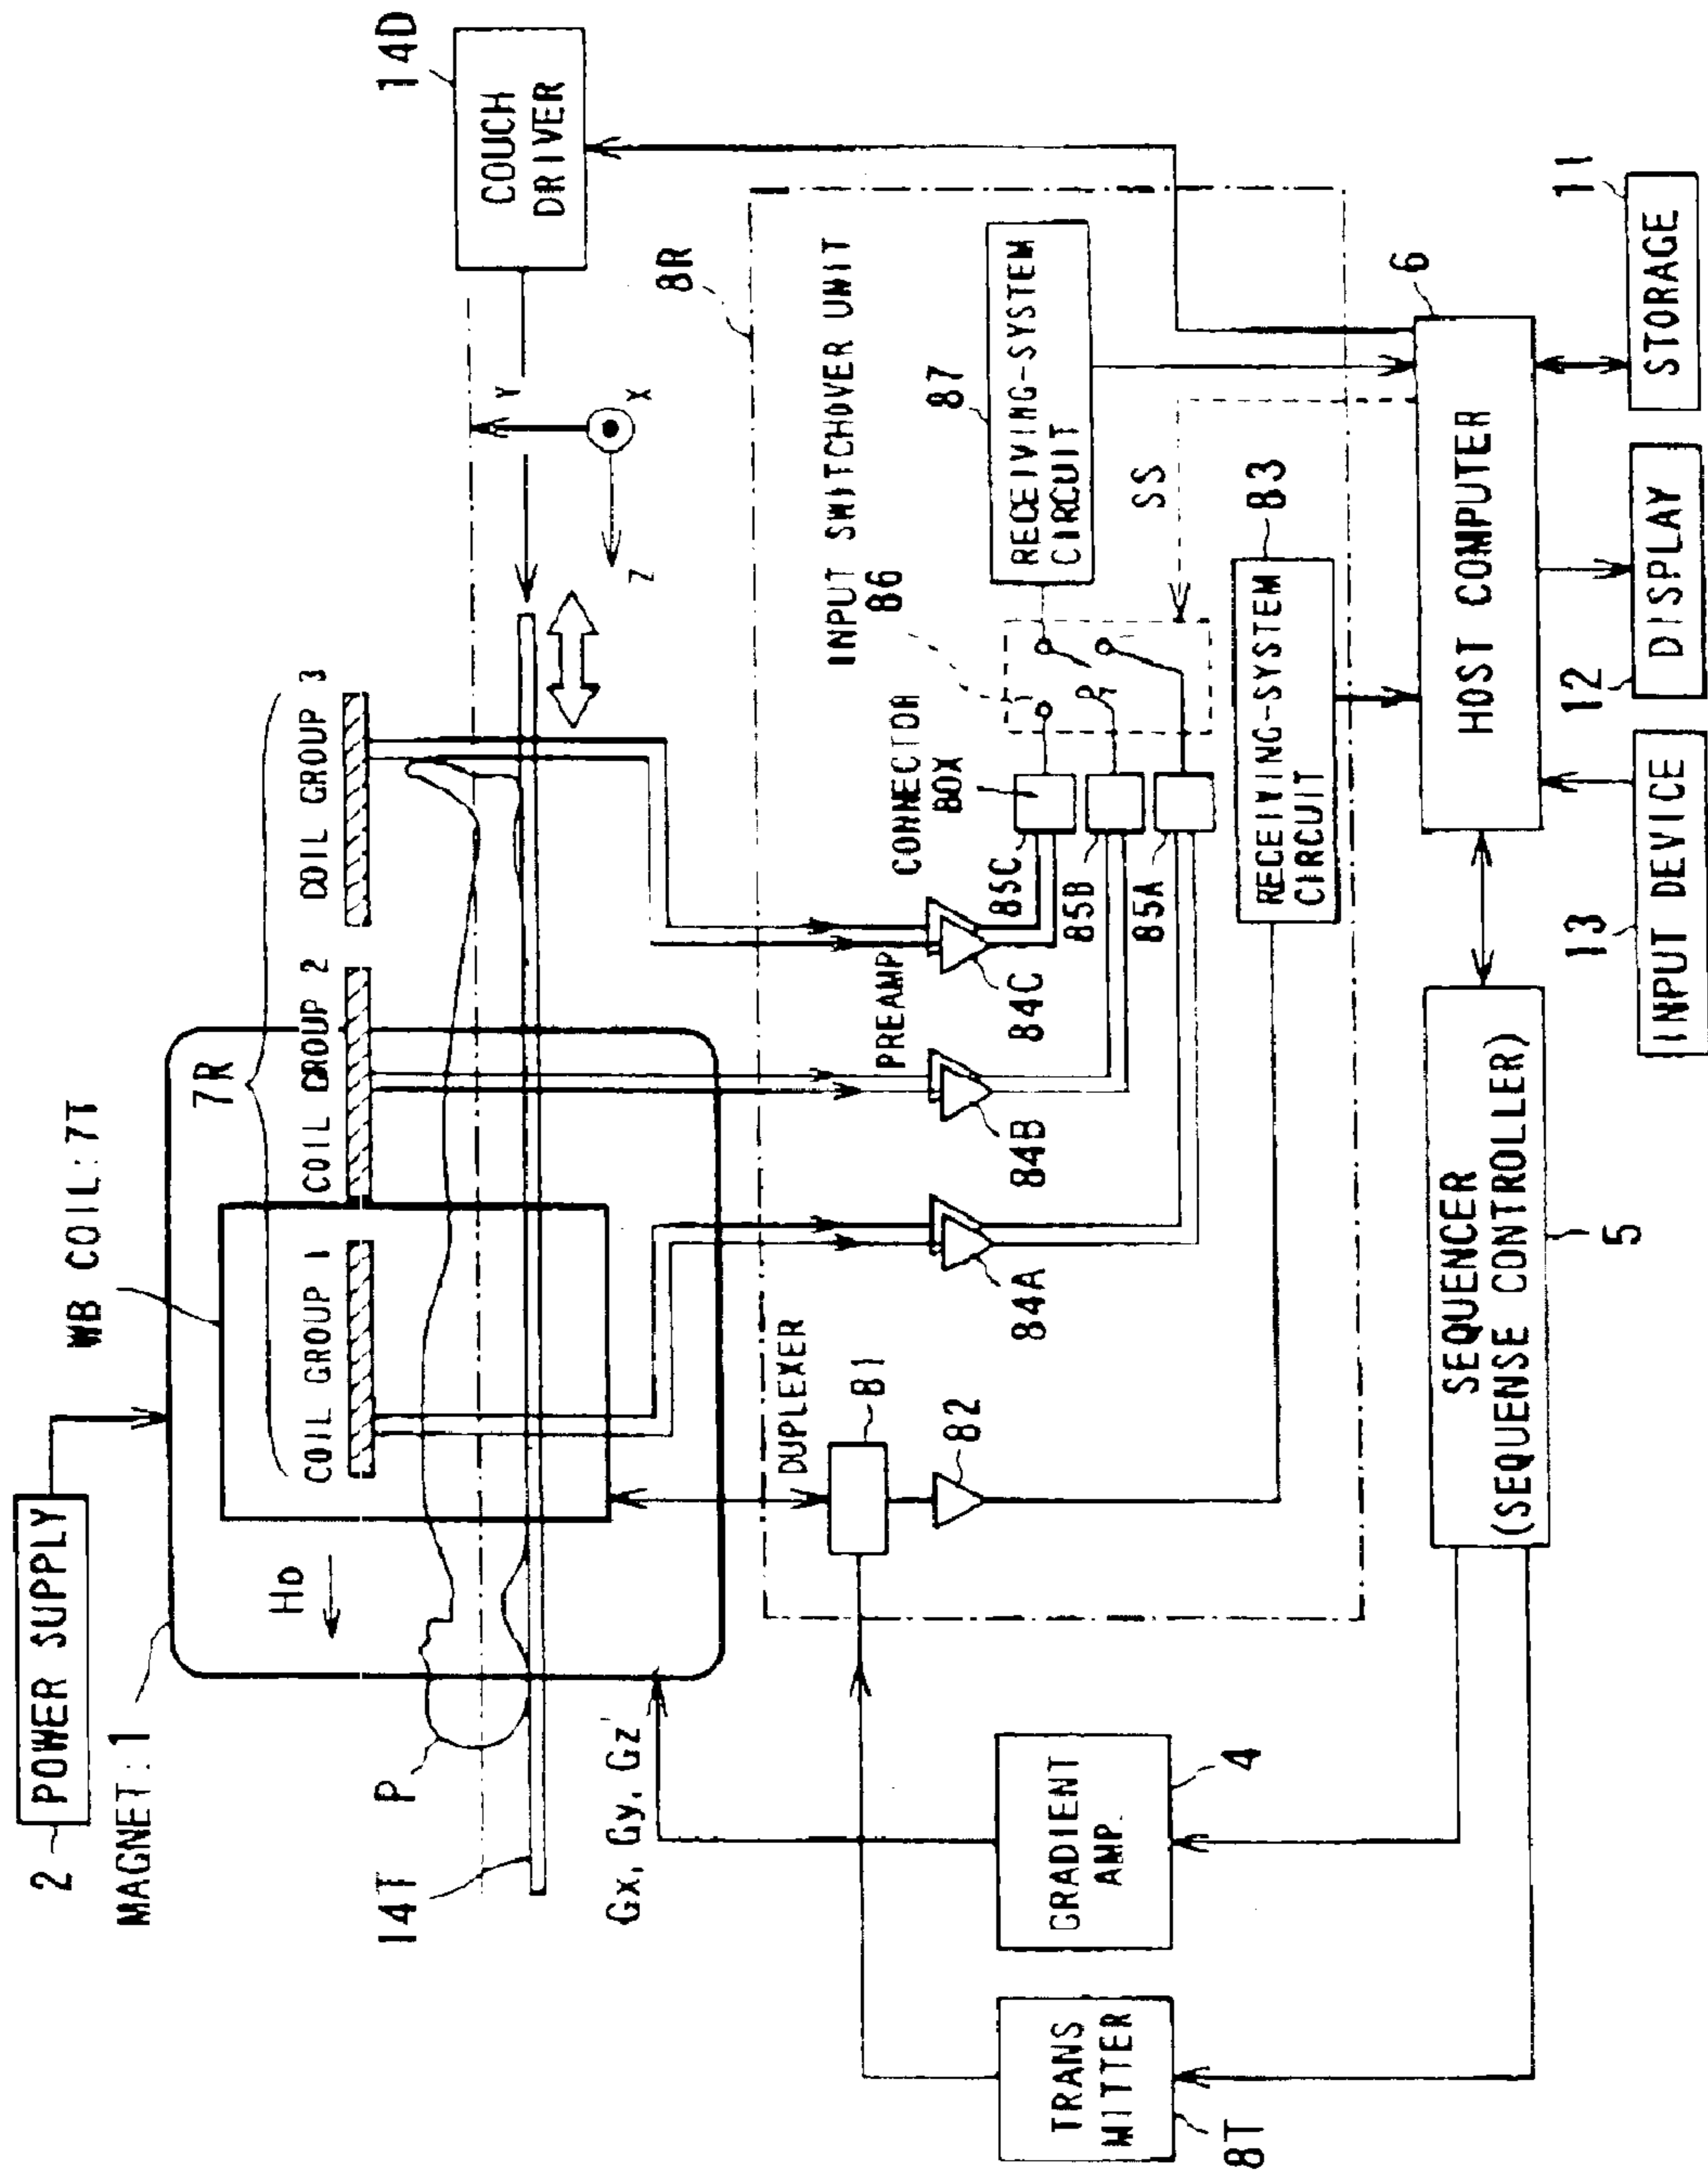 2
POWER SUPPLY
MAGNET:1
WB COIL:7T
H0
7R
COIL GROUP 1
COIL GROUP 2
COIL GROUP 3
14D
COUCH
DRIVER
14T
P
Y
X
Z
Gx, Gy, Gz
8R
DUPLEXER
81
82
PREAMP
84A
84B
84C
CONNECTOR
BOX
85C
85B
85A
INPUT SWITCHOVER UNIT
86
87
RECEIVING-SYSTEM
CIRCUIT
SS
83
RECEIVING-SYSTEM
CIRCUIT
TRANS
MITTER
8T
GRADIENT
AMP.
4
SEQUENCER
(SEQUENSE CONTROLLER)
5
HOST COMPUTER
6
13
INPUT DEVICE
12
DISPLAY
11
STORAGE